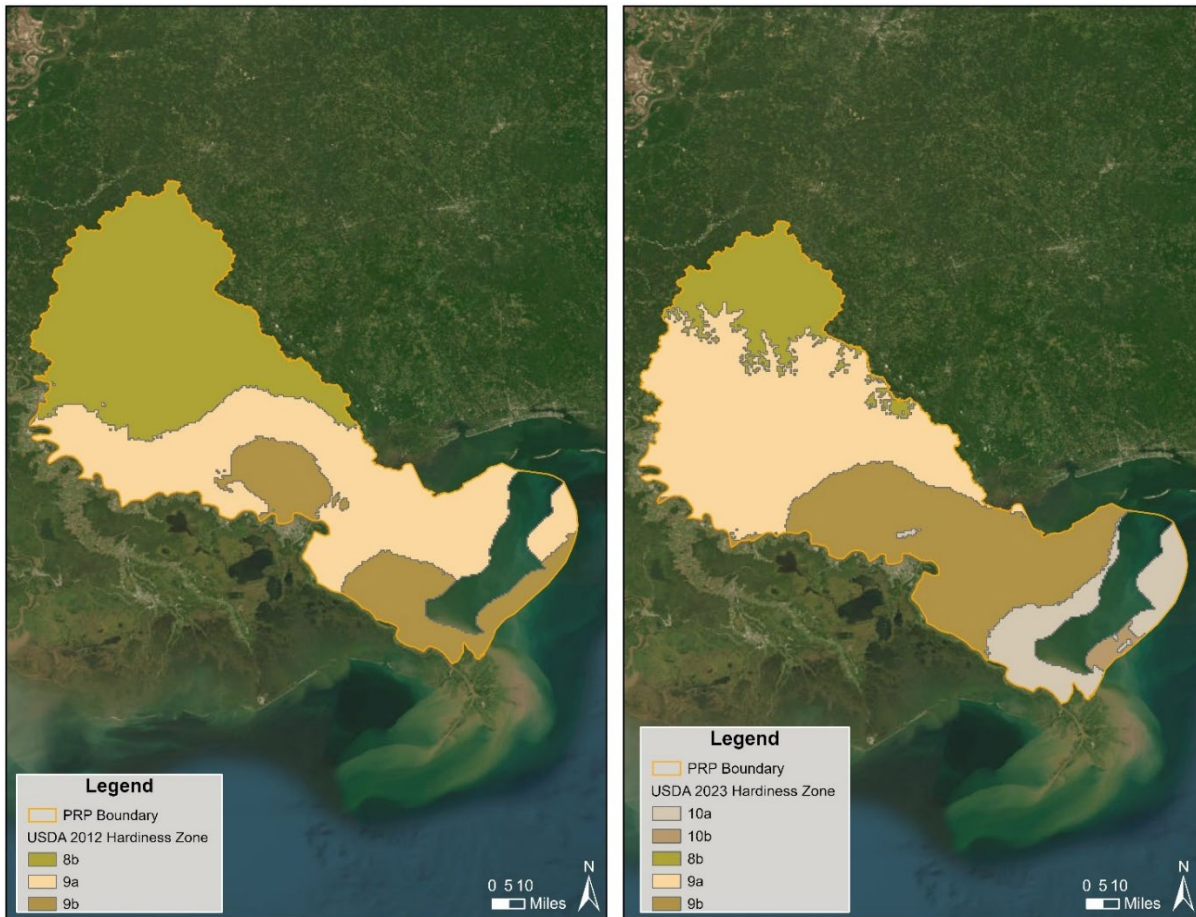 Legend
PRP Boundary
USDA 2012 Hardiness Zone
8b
9a
9b
N
0 5 10
Miles
Legend
PRP Boundary
USDA 2023 Hardiness Zone
10a
10b
8b
9a
9b
N
0 5 10
Miles